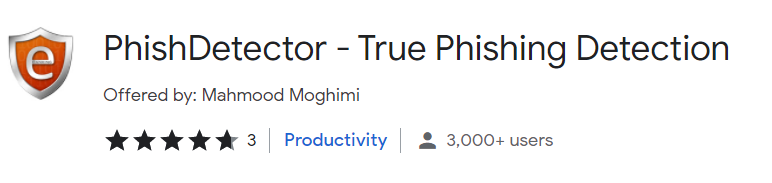 e
PhishDetector - True Phishing Detection
Offered by: Mahmood Moghimi
3 Productivity 3,000+ users